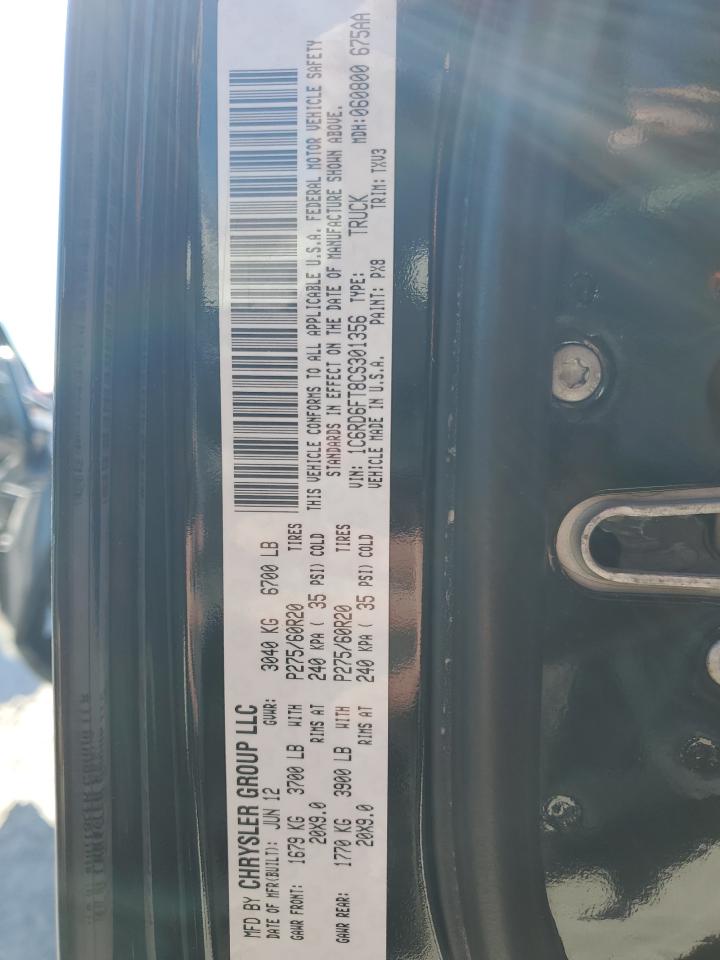 MFD BY CHRYSLER GROUP LLC
DATE OF MFR(BUILT): JUN 12 GVWR: 3040 KG 6700 LB
GAWR FRONT: 1679 KG 3700 LB WITH P275/60R20 TIRES
20X9.0 RIMS AT 240 KPA ( 35 PSI) COLD
GAWR REAR: 1770 KG 3900 LB WITH P275/60R20 TIRES
20X9.0 RIMS AT 240 KPA ( 35 PSI) COLD
THIS VEHICLE CONFORMS TO ALL APPLICABLE U.S.A. FEDERAL MOTOR VEHICLE SAFETY
STANDARDS IN EFFECT ON THE DATE OF MANUFACTURE SHOWN ABOVE.
VIN: 1C6RD6FT8CS301356 TYPE: TRUCK MDH:060800 675AA
VEHICLE MADE IN U.S.A. PAINT: PX8 TRIM: TXV3